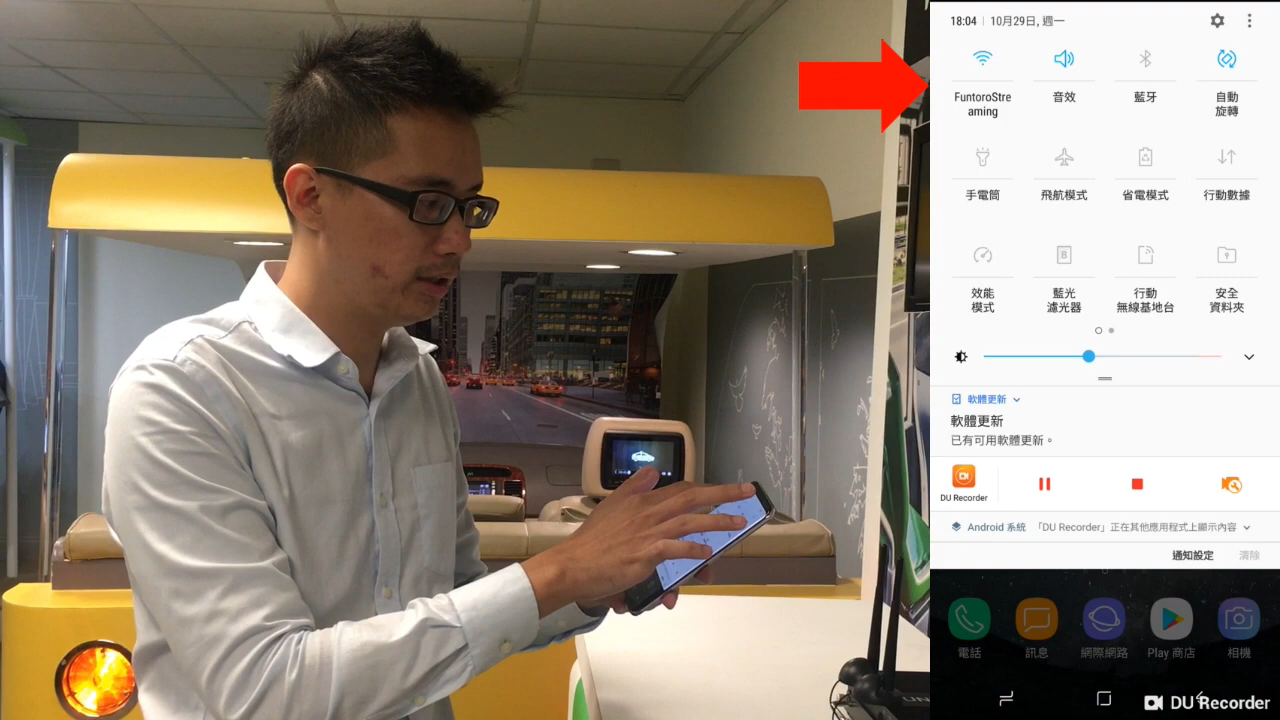 18:04 | 10月29日, 週一
FuntoroStre
aming
音效
藍牙
自動
旋轉
手電筒
飛航模式
省電模式
行動數據
效能
模式
藍光
濾光器
行動
無線基地台
安全
資料夾
軟體更新
軟體更新
已有可用軟體更新。
DU Recorder
Android 系統 「DU Recorder」正在其他應用程式上顯示內容
通知設定 清除
電話
訊息
網際網路
Play 商店
相機
DU Recorder